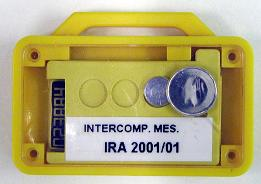 INTERCOMP. MES.
IRA 2001/01